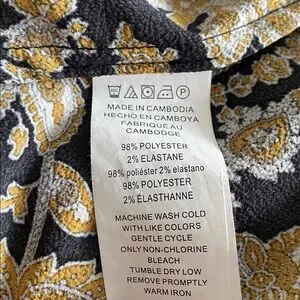 MADE IN CAMBODIA
HECHO EN CAMBOYA
FABRIQUÉ AU
CAMBODGE
98% POLYESTER
2% ELASTANE
98% poliéster 2% elastano
98% POLYESTER
2% ÉLASTHANNE
MACHINE WASH COLD
WITH LIKE COLORS
GENTLE CYCLE
ONLY NON-CHLORINE
BLEACH
TUMBLE DRY LOW
REMOVE PROMPTLY
WARM IRON